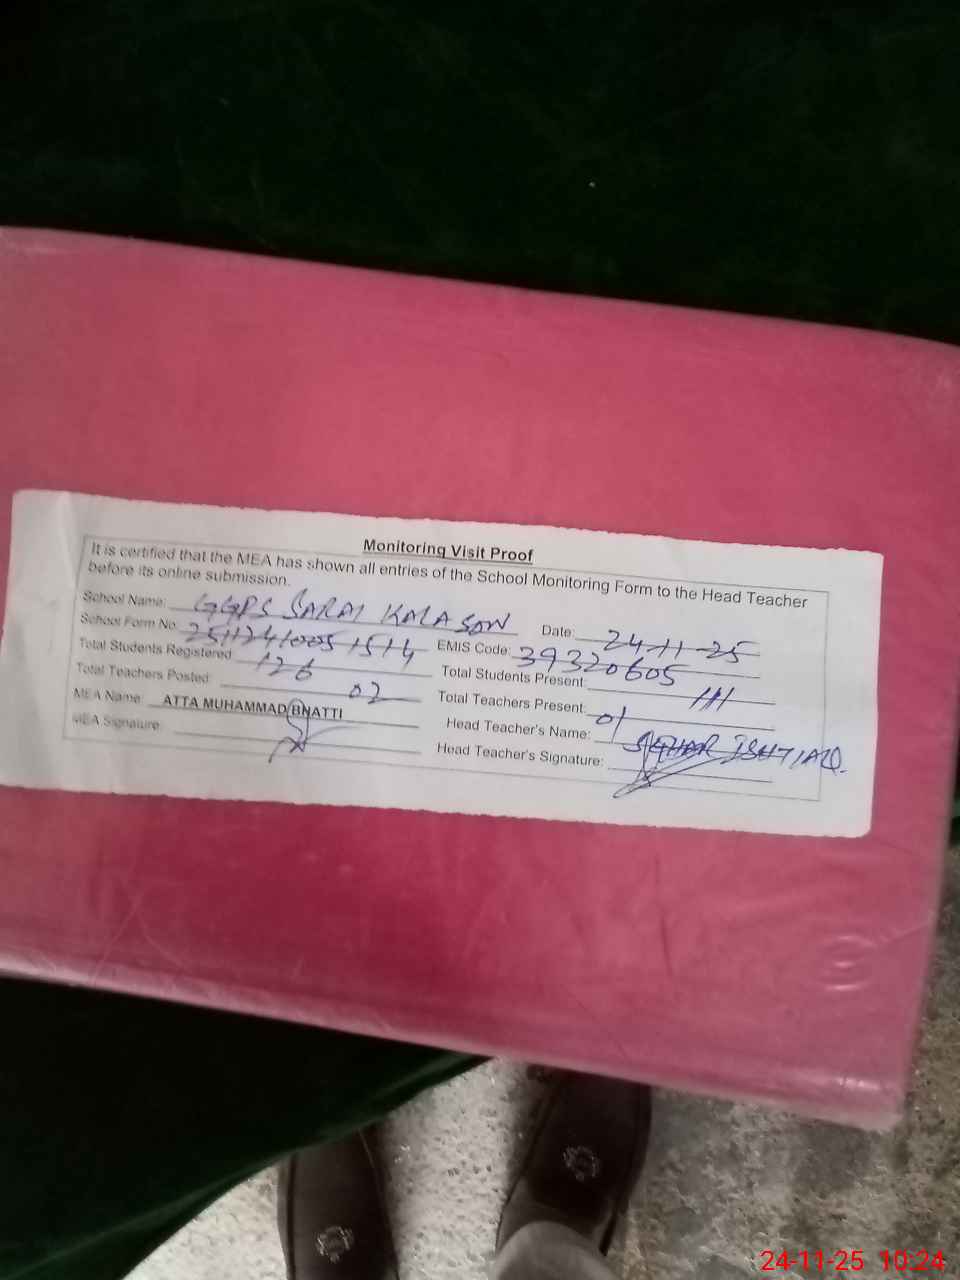 Monitoring Visit Proof
It is certified that the MEA has shown all entries of the School Monitoring Form to the Head Teacher
before its online submission.
School Name: GGPS SARAI KALA SON Date: 24-11-25
School Form No: EMIS Code: 39320605
Total Students Registered: 126 Total Students Present: 111
Total Teachers Posted: 02 Total Teachers Present: 01
MEA Name: ATTA MUHAMMAD BHATTI Head Teacher's Name: ISHTIAQ
MEA Signature: Head Teacher's Signature:
24-11-25 10:24